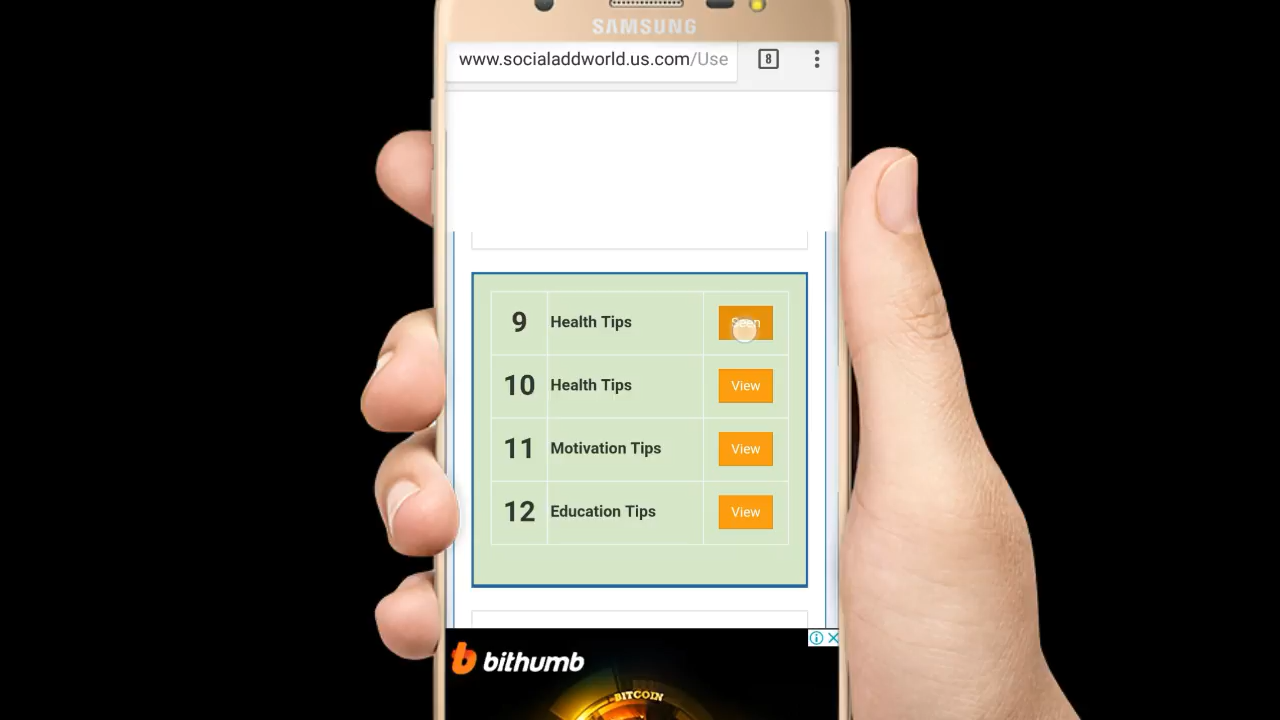 SAMSUNG
www.socialaddworld.us.com/Use
8
9 Health Tips Seen
10 Health Tips View
11 Motivation Tips View
12 Education Tips View
bithumb
BITCOIN